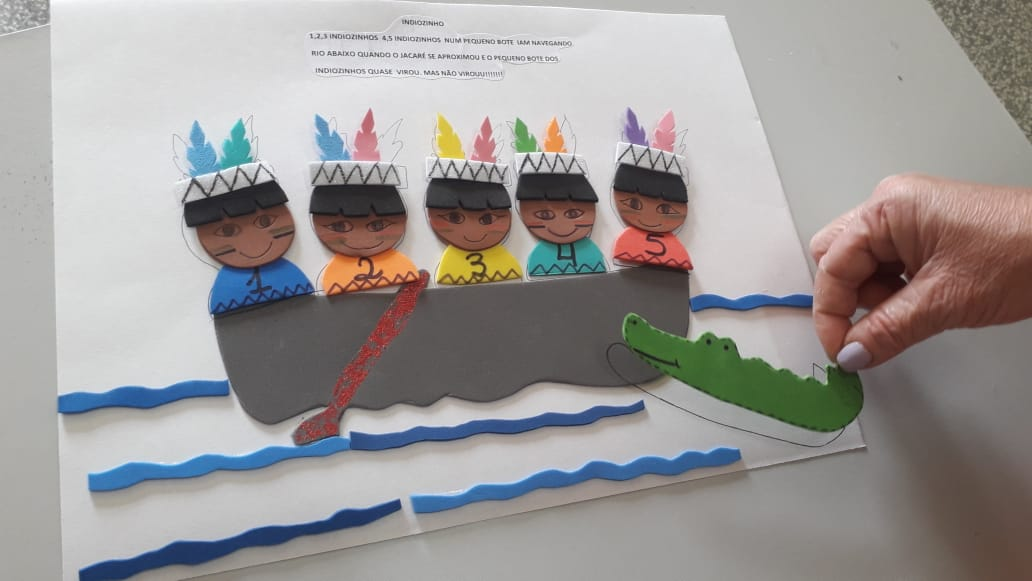 INDIOZINHO
1,2,3 INDIOZINHOS 4,5 INDIOZINHOS NUM PEQUENO BOTE IAM NAVEGANDO
RIO ABAIXO QUANDO O JACARÉ SE APROXIMOU E O PEQUENO BOTE DOS
INDIOZINHOS QUASE VIROU. MAS NÃO VIROUU!!!!!!!
1 2 3 4 5